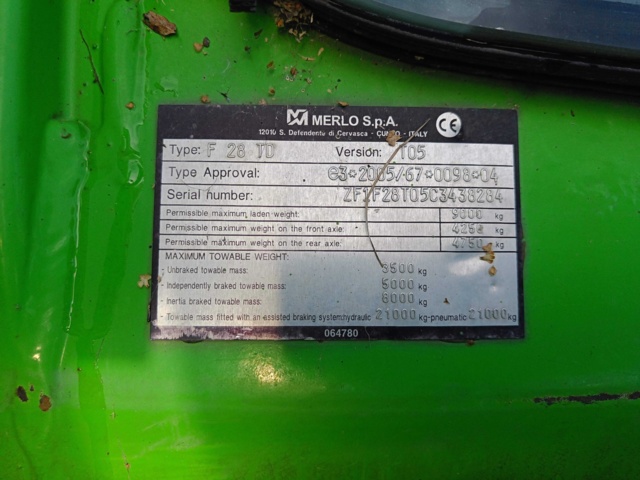 MERLO S.p.A.
12010 S. Defendente di Cervasca - CUNEO - ITALY
CE
Type: F 28 TD Version: T05
Type Approval: e3*2005/67*0098*04
Serial number: ZF1F28T05C3438284
Permissible maximum laden weight: 9000 kg
Permissible maximum weight on the front axle: 4250 kg
Permissible maximum weight on the rear axle: 4750 kg
MAXIMUM TOWABLE WEIGHT:
- Unbraked towable mass: 3500 kg
- Independently braked towable mass: 5000 kg
- Inertia braked towable mass: 8000 kg
- Towable mass fitted with an assisted braking system:hydraulic 21000 kg-pneumatic 21000 kg
064780